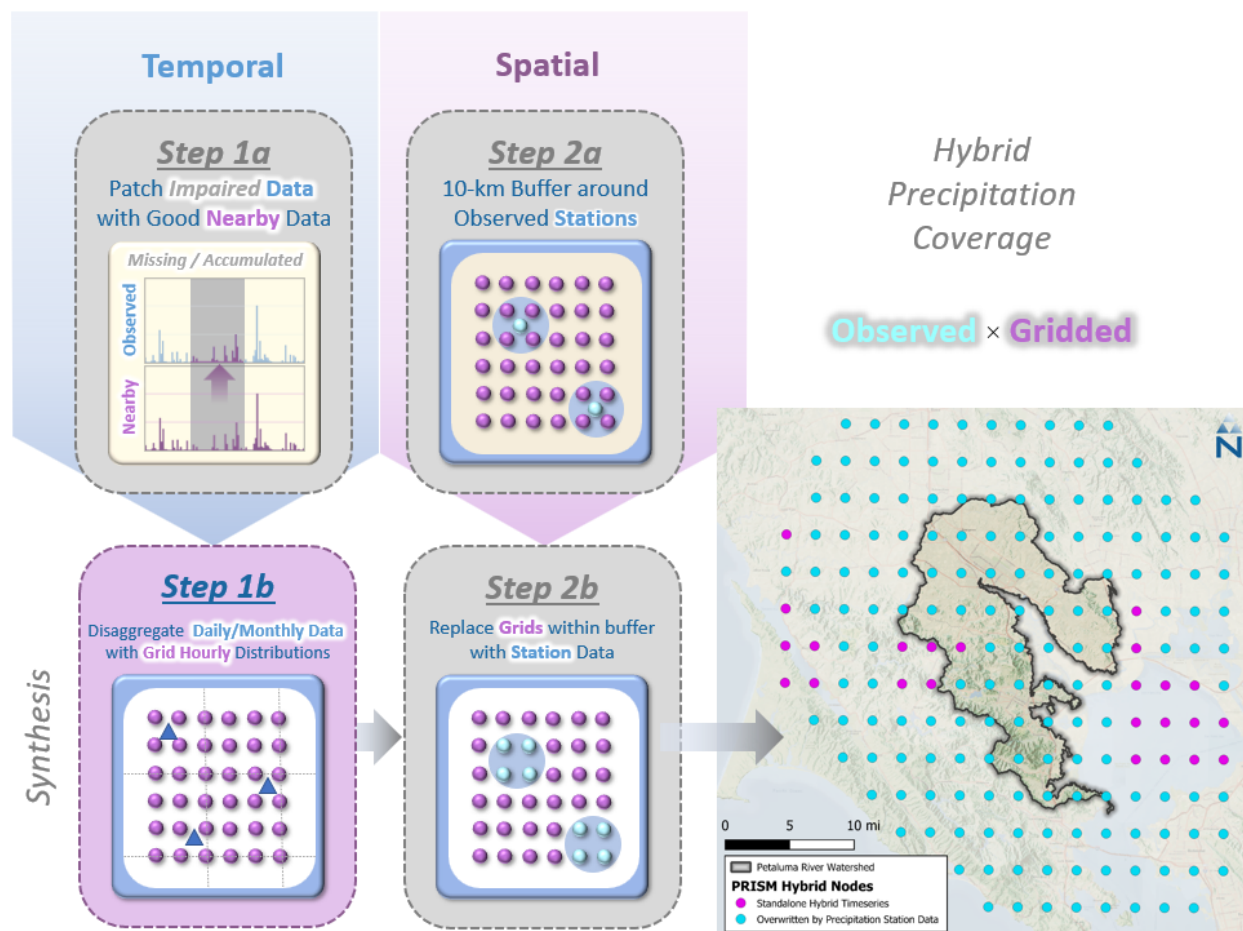 Temporal
Spatial
Step 1a
Patch Impaired Data
with Good Nearby Data
Missing / Accumulated
Observed
Nearby
Step 2a
10-km Buffer around
Observed Stations
Hybrid
Precipitation
Coverage
Observed × Gridded
Synthesis
Step 1b
Disaggregate Daily/Monthly Data
with Grid Hourly Distributions
Step 2b
Replace Grids within buffer
with Station Data
N
0 5 10 mi
Petaluma River Watershed
PRISM Hybrid Nodes
Standalone Hybrid Timeseries
Overwritten by Precipitation Station Data